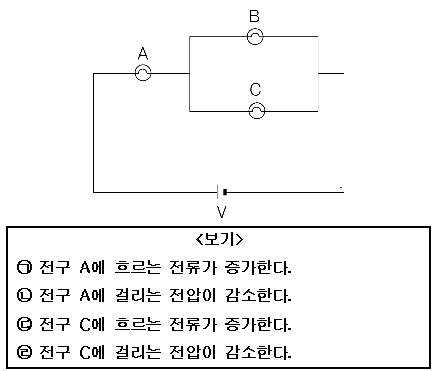 B
A
C
V
<보기>
㉠ 전구 A에 흐르는 전류가 증가한다.
㉡ 전구 A에 걸리는 전압이 감소한다.
㉢ 전구 C에 흐르는 전류가 증가한다.
㉣ 전구 C에 걸리는 전압이 감소한다.